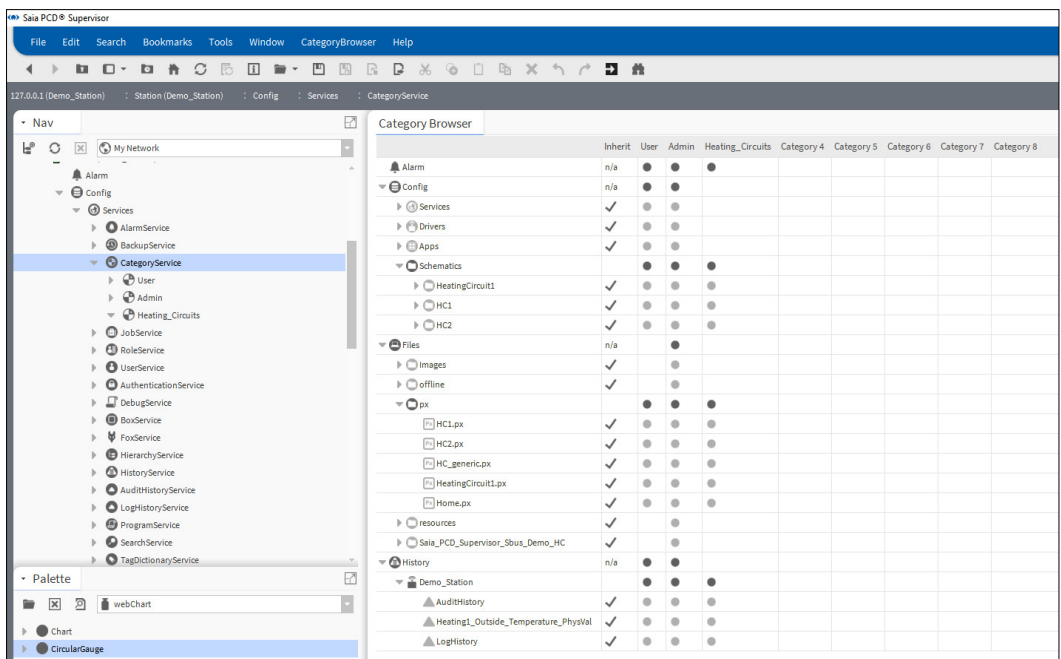 Saia PCD® Supervisor
File Edit Search Bookmarks Tools Window CategoryBrowser Help
127.0.0.1 (Demo_Station) : Station (Demo_Station) : Config : Services : CategoryService
Nav
My Network
Alarm
Config
Services
AlarmService
BackupService
CategoryService
User
Admin
Heating_Circuits
JobService
RoleService
UserService
AuthenticationService
DebugService
BoxService
FoxService
HierarchyService
HistoryService
AuditHistoryService
LogHistoryService
ProgramService
SearchService
TagDictionaryService
Palette
webChart
Chart
CircularGauge
Category Browser
Inherit User Admin Heating_Circuits Category 4 Category 5 Category 6 Category 7 Category 8
Alarm n/a
Config n/a
Services
Drivers
Apps
Schematics
HeatingCircuit1
HC1
HC2
Files n/a
Images
offline
px
Px HC1.px
Px HC2.px
Px HC_generic.px
Px HeatingCircuit1.px
Px Home.px
resources
Saia_PCD_Supervisor_Sbus_Demo_HC
History n/a
Demo_Station
AuditHistory
Heating1_Outside_Temperature_PhysVal
LogHistory